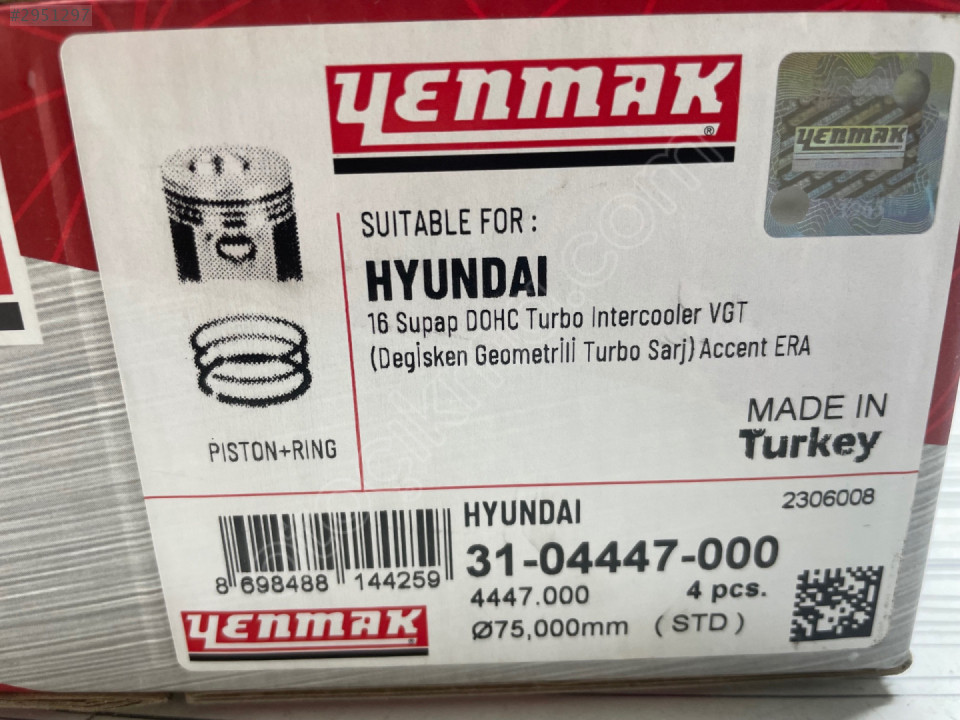 #2951297
YENMAK
®
YENMAK
SUITABLE FOR :
HYUNDAI
16 Supap DOHC Turbo Intercooler VGT
(Degisken Geometrili Turbo Sarj) Accent ERA
PISTON+RING
MADE IN
Turkey
2306008
HYUNDAI
31-04447-000
8 698488 144259
4447.000 4 pcs.
Ø75,000mm (STD)
YENMAK